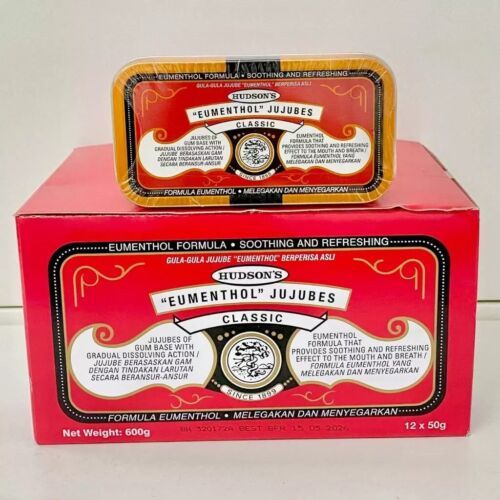 EUMENTHOL FORMULA • SOOTHING AND REFRESHING
GULA-GULA JUJUBE "EUMENTHOL" BERPERISA ASLI
HUDSON'S
"EUMENTHOL" JUJUBES
CLASSIC
JUJUBES OF
GUM BASE WITH
GRADUAL DISSOLVING ACTION /
JUJUBE BERASASKAN GAM
DENGAN TINDAKAN LARUTAN
SECARA BERANSUR-ANSUR
EUMENTHOL
FORMULA THAT
PROVIDES SOOTHING AND REFRESHING
EFFECT TO THE MOUTH AND BREATH /
FORMULA EUMENTHOL YANG
MELEGAKAN DAN MENYEGARKAN
SINCE 1899
FORMULA EUMENTHOL • MELEGAKAN DAN MENYEGARKAN
EUMENTHOL FORMULA • SOOTHING AND REFRESHING
GULA-GULA JUJUBE "EUMENTHOL" BERPERISA ASLI
HUDSON'S
"EUMENTHOL" JUJUBES
CLASSIC
JUJUBES OF
GUM BASE WITH
GRADUAL DISSOLVING ACTION /
JUJUBE BERASASKAN GAM
DENGAN TINDAKAN LARUTAN
SECARA BERANSUR-ANSUR
EUMENTHOL
FORMULA THAT
PROVIDES SOOTHING AND REFRESHING
EFFECT TO THE MOUTH AND BREATH /
FORMULA EUMENTHOL YANG
MELEGAKAN DAN MENYEGARKAN
SINCE 1899
FORMULA EUMENTHOL • MELEGAKAN DAN MENYEGARKAN
Net Weight: 600g
BN 320172A BEST BFR 15 05 2026
12 x 50g